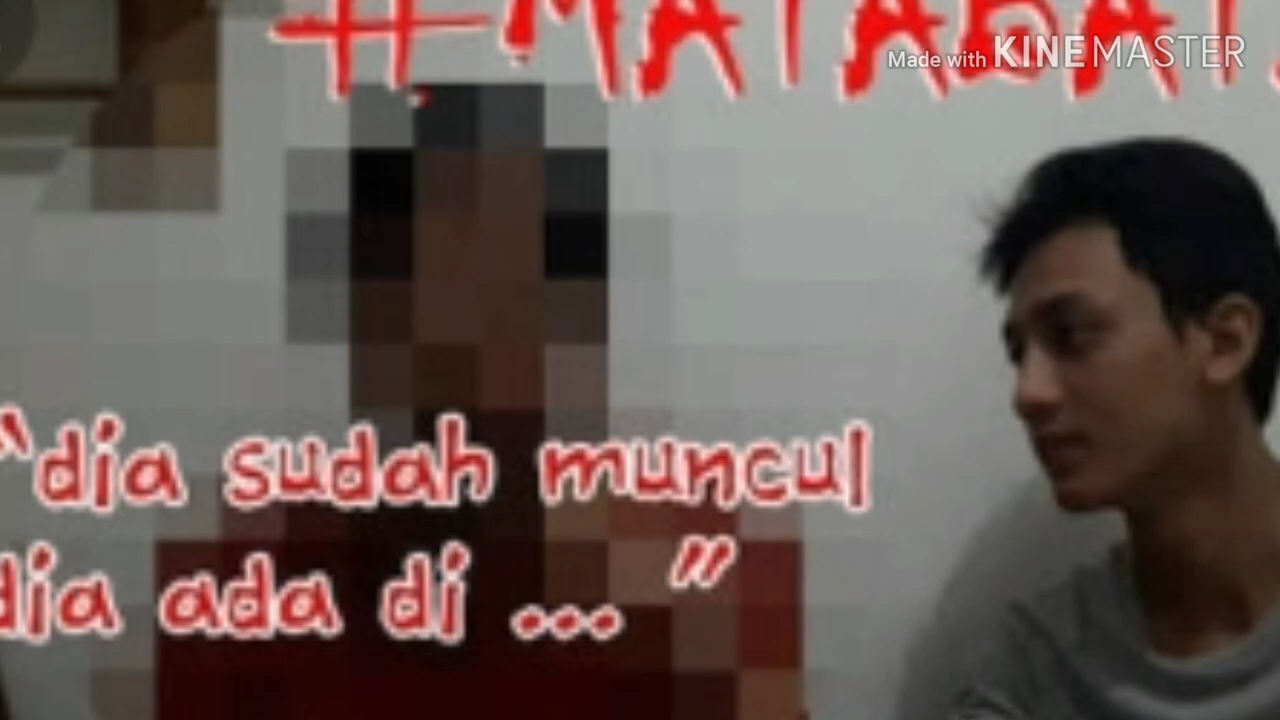 #MATABAT
Made with KINEMASTER
“dia sudah muncul
dia ada di ... ”